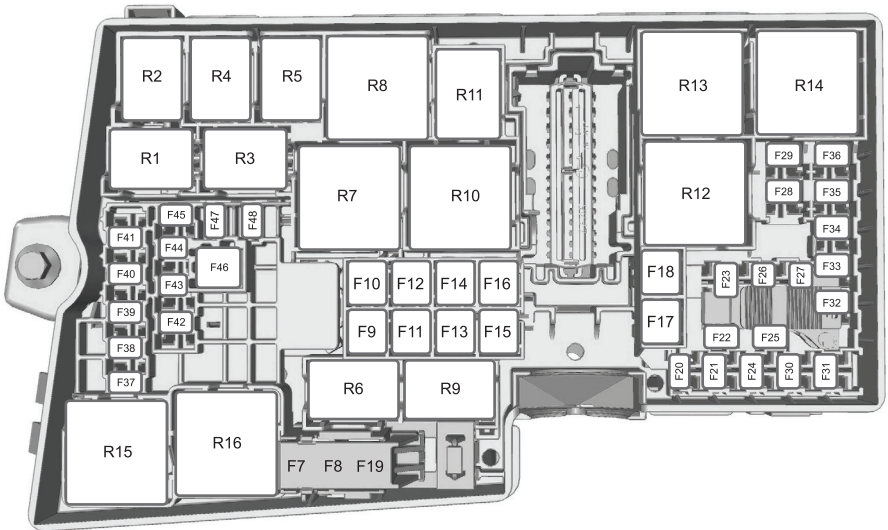 R2 R4 R5 R8 R11 R13 R14
R1 R3 F29 F36
R7 R10 R12 F28 F35
F45 F47 F48
F41 F44 F34
F40 F43 F46 F10 F12 F14 F16 F18 F23 F26 F27 F33
F39 F42 F9 F11 F13 F15 F17 F32
F38 F22 F25
F37 R6 R9 F20 F21 F24 F30 F31
R15 R16
F7 F8 F19